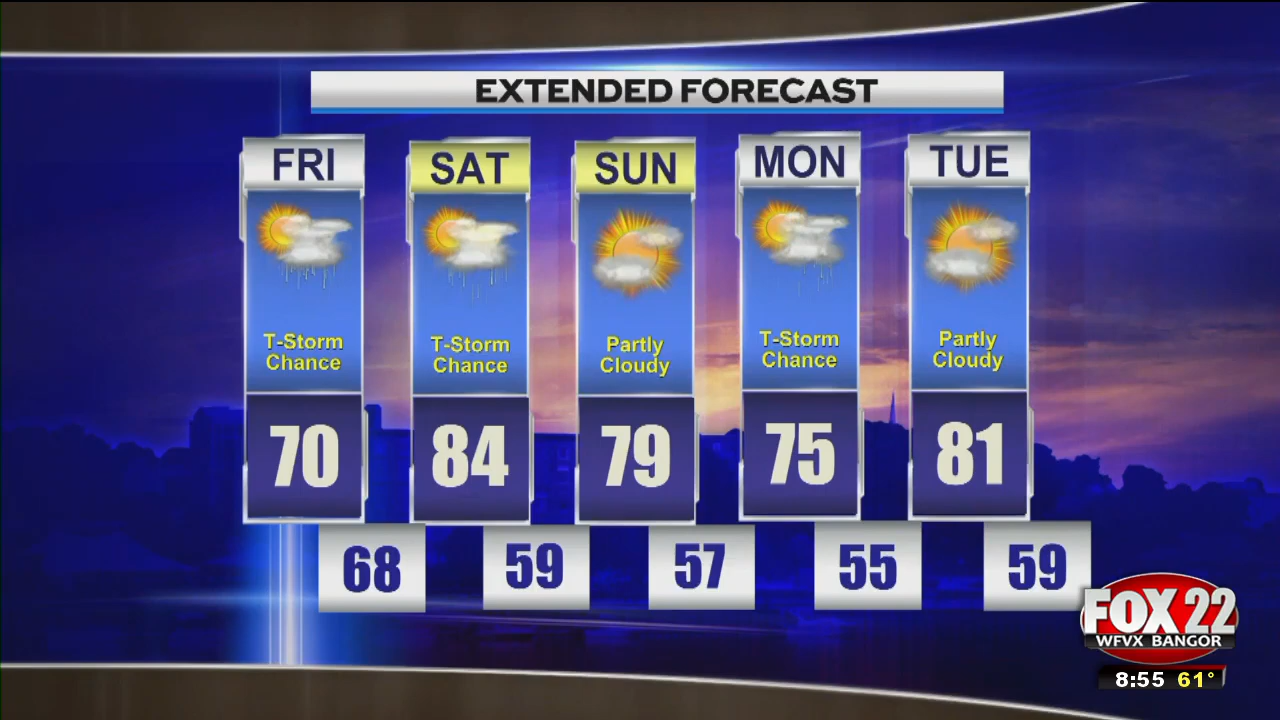 EXTENDED FORECAST
FRI SAT SUN MON TUE
T-Storm Chance
T-Storm Chance
Partly Cloudy
T-Storm Chance
Partly Cloudy
70 84 79 75 81
68 59 57 55 59
FOX 22
WFVX BANGOR
8:55 61°